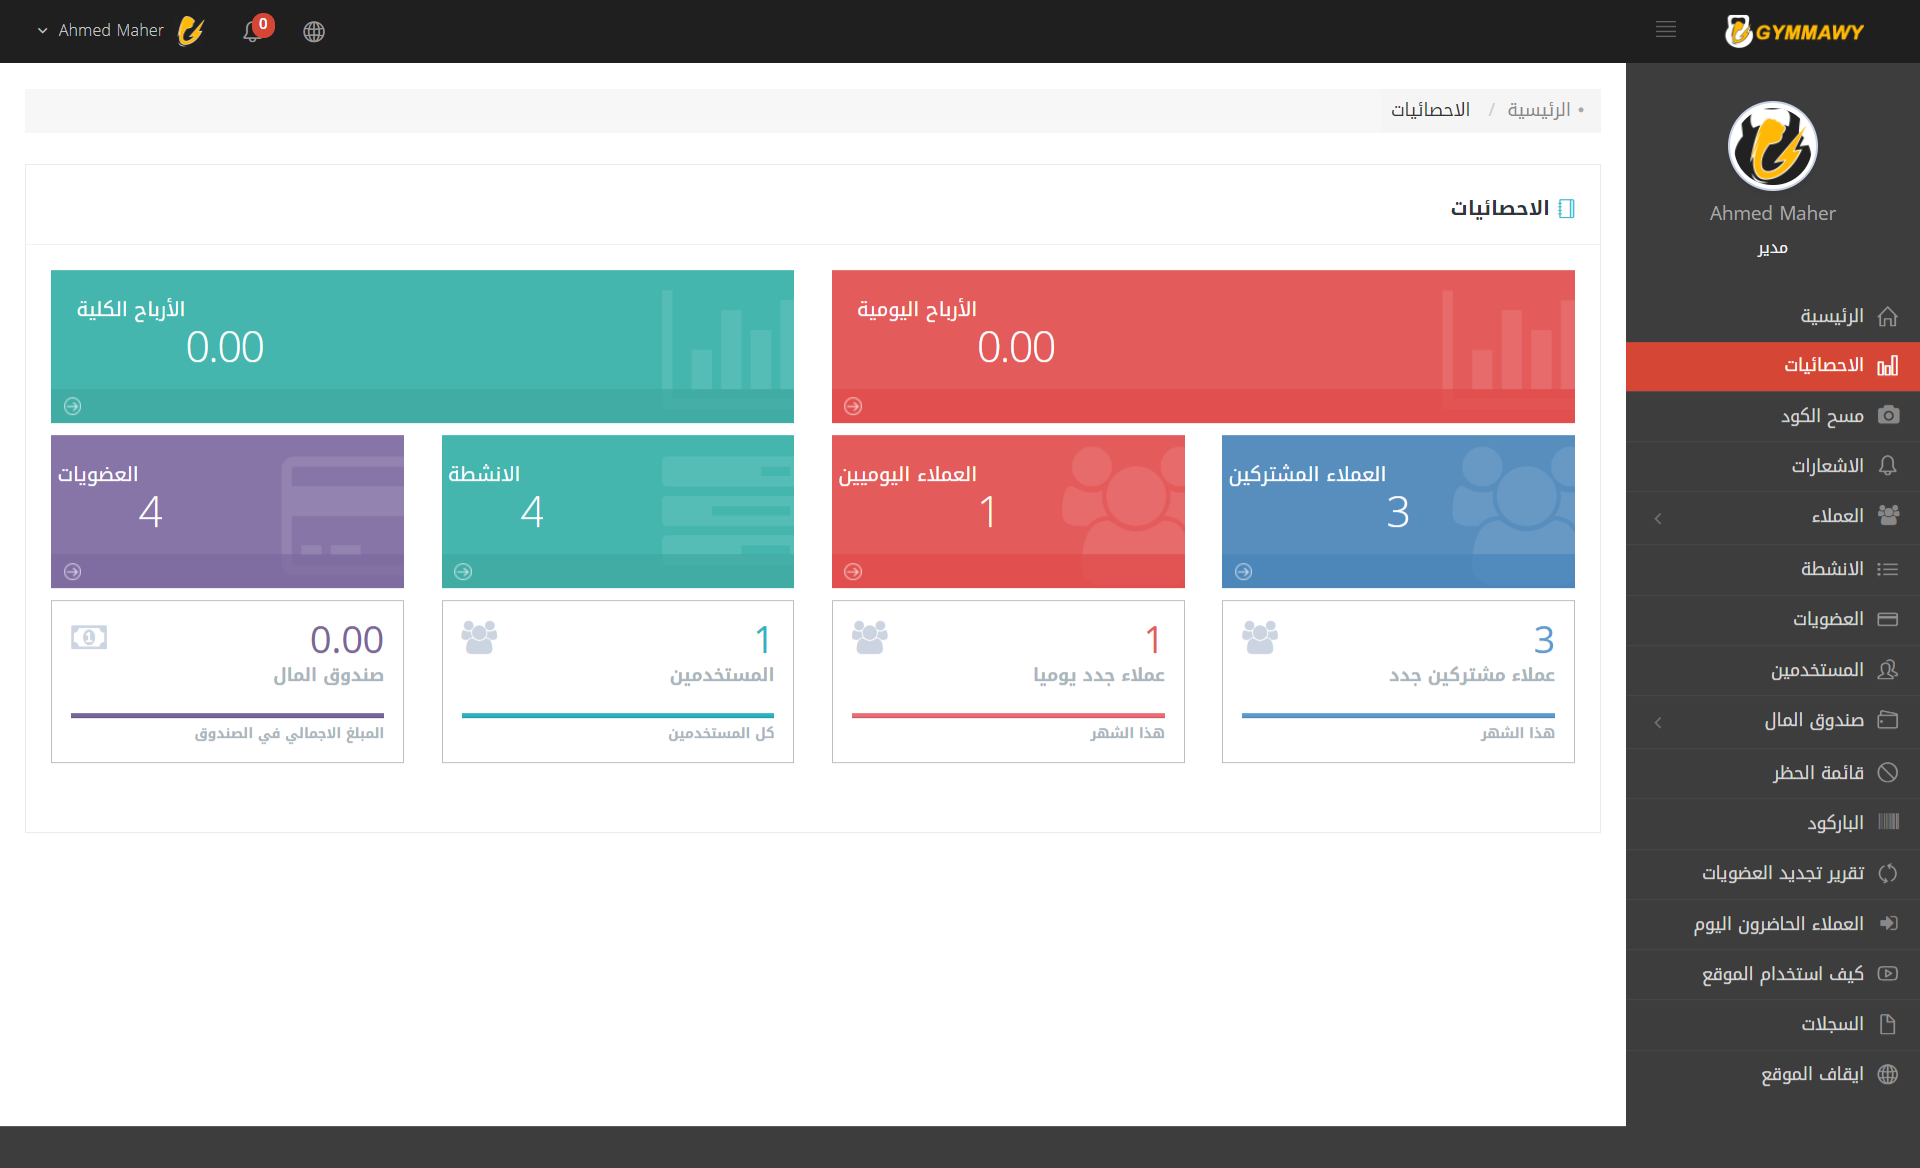 GYMMAWY
0
Ahmed Maher
Ahmed Maher
مدير
الرئيسية
الاحصائيات
مسح الكود
الاشعارات
العملاء
الانشطة
العضويات
المستخدمين
صندوق المال
قائمة الحظر
الباركود
تقرير تجديد العضويات
العملاء الحاضرون اليوم
كيف استخدام الموقع
السجلات
ايقاف الموقع
• الرئيسية / الاحصائيات
الاحصائيات
الأرباح اليومية
0.00
الأرباح الكلية
0.00
العملاء المشتركين
3
العملاء اليوميين
1
الانشطة
4
العضويات
4
3
عملاء مشتركين جدد
هذا الشهر
1
عملاء جدد يوميا
هذا الشهر
1
المستخدمين
كل المستخدمين
0.00
صندوق المال
المبلغ الاجمالي في الصندوق